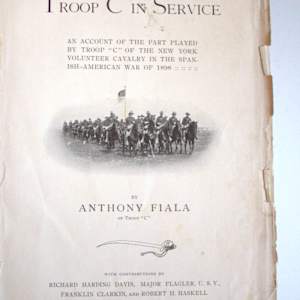 TROOP C IN SERVICE
AN ACCOUNT OF THE PART PLAYED
BY TROOP "C" OF THE NEW YORK
VOLUNTEER CAVALRY IN THE SPAN-
ISH-AMERICAN WAR OF 1898 :: :: ::
BY
ANTHONY FIALA
OF TROOP "C"
WITH CONTRIBUTIONS BY
RICHARD HARDING DAVIS, MAJOR FLAGLER, U. S. V.,
FRANKLIN CLARKIN, AND ROBERT H. HASKELL